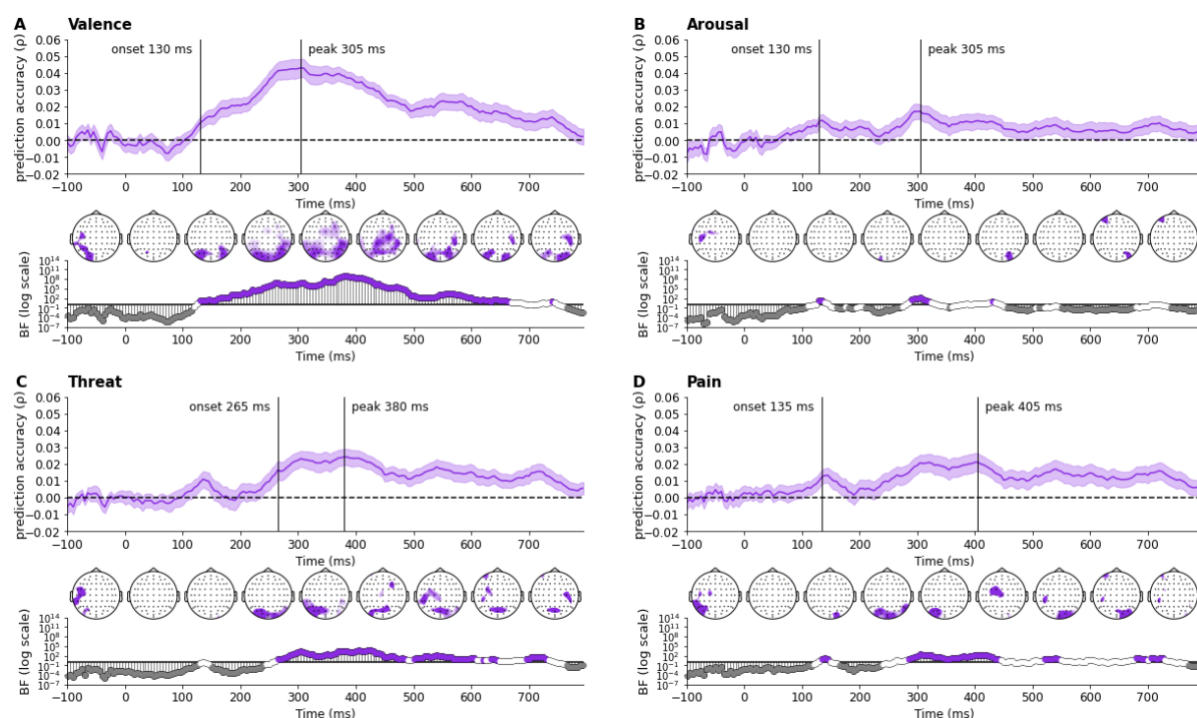 A Valence
prediction accuracy (ρ)
0.06
0.05
0.04
0.03
0.02
0.01
0.00
−0.01
−0.02
onset 130 ms
peak 305 ms
−100 0 100 200 300 400 500 600 700
Time (ms)
BF (log scale)
10^14
10^11
10^8
10^5
10^2
10^−1
10^−4
10^−7
−100 0 100 200 300 400 500 600 700
Time (ms)
B Arousal
prediction accuracy (ρ)
0.06
0.05
0.04
0.03
0.02
0.01
0.00
−0.01
−0.02
onset 130 ms
peak 305 ms
−100 0 100 200 300 400 500 600 700
Time (ms)
BF (log scale)
10^14
10^11
10^8
10^5
10^2
10^−1
10^−4
10^−7
−100 0 100 200 300 400 500 600 700
Time (ms)
C Threat
prediction accuracy (ρ)
0.06
0.05
0.04
0.03
0.02
0.01
0.00
−0.01
−0.02
onset 265 ms
peak 380 ms
−100 0 100 200 300 400 500 600 700
Time (ms)
BF (log scale)
10^14
10^11
10^8
10^5
10^2
10^−1
10^−4
10^−7
−100 0 100 200 300 400 500 600 700
Time (ms)
D Pain
prediction accuracy (ρ)
0.06
0.05
0.04
0.03
0.02
0.01
0.00
−0.01
−0.02
onset 135 ms
peak 405 ms
−100 0 100 200 300 400 500 600 700
Time (ms)
BF (log scale)
10^14
10^11
10^8
10^5
10^2
10^−1
10^−4
10^−7
−100 0 100 200 300 400 500 600 700
Time (ms)